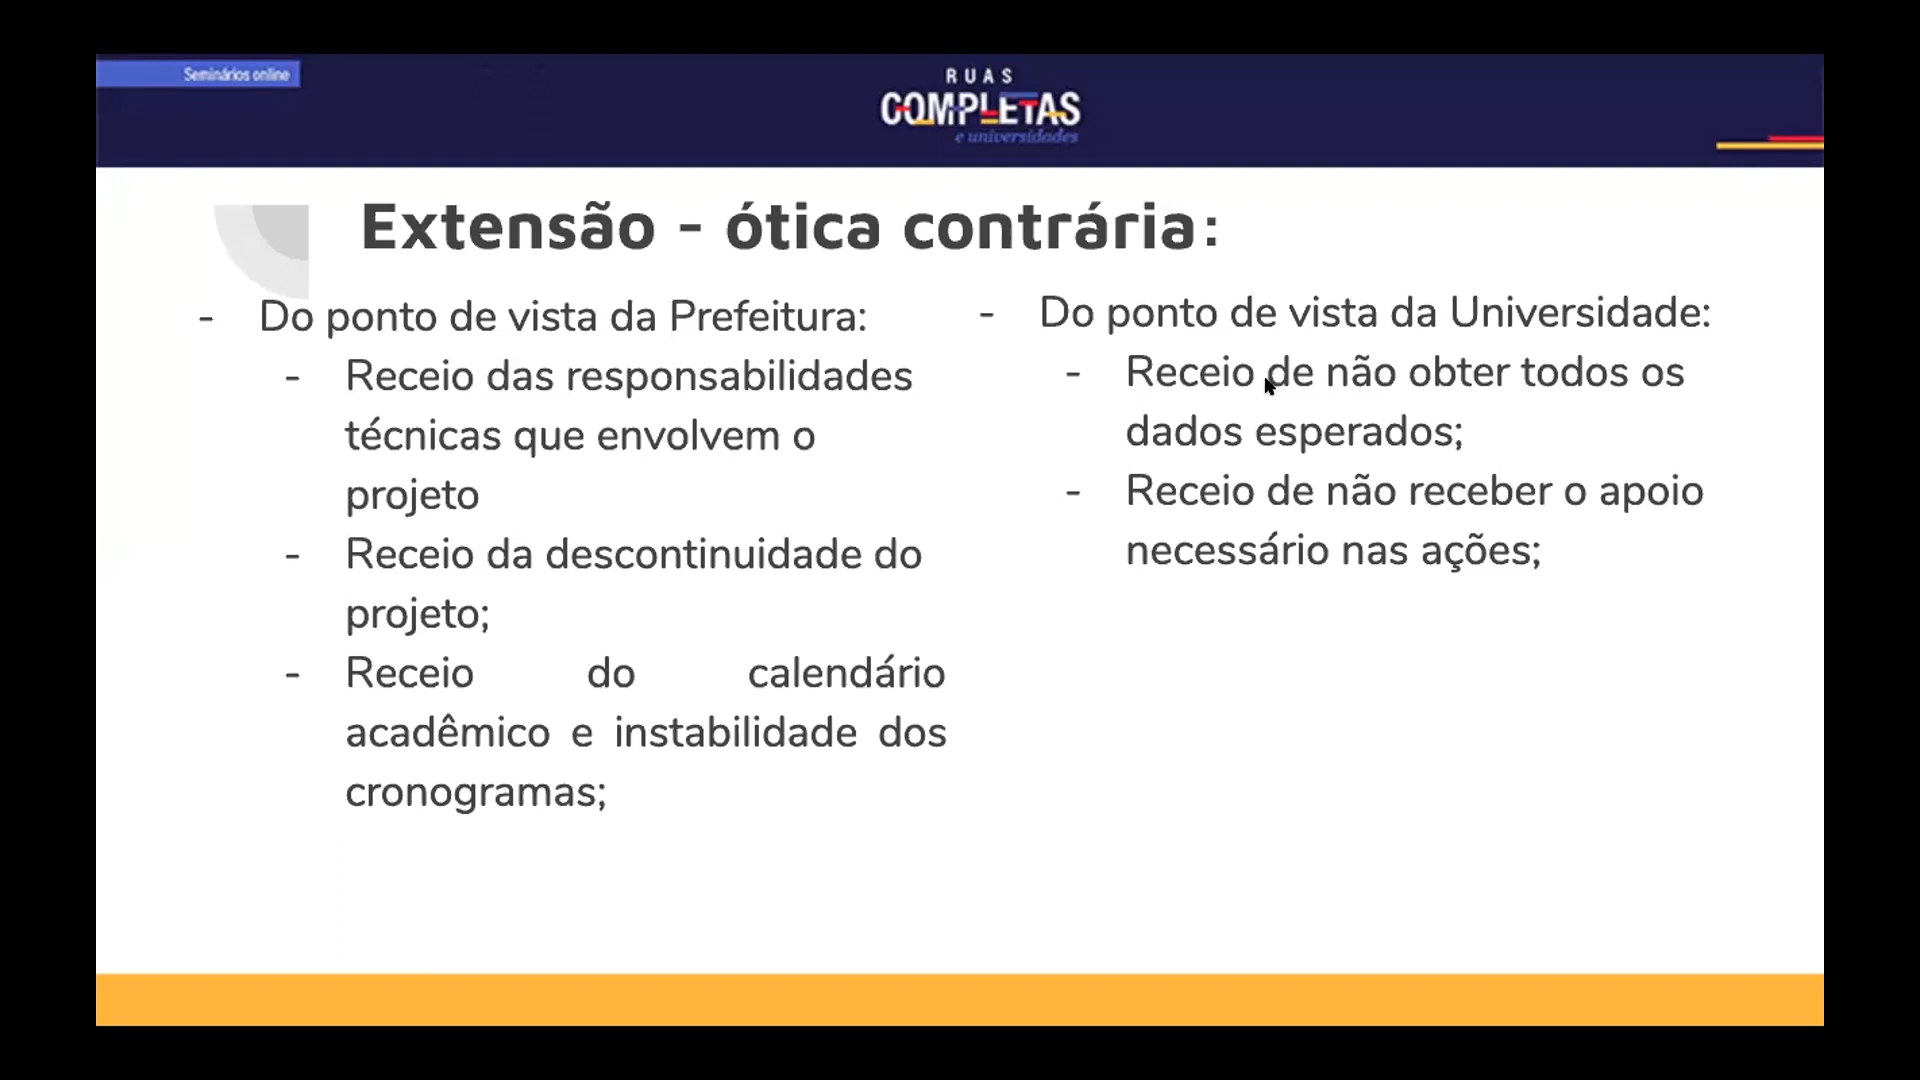 Seminários online
RUAS
COMPLETAS
e universidades
Extensão - ótica contrária:
- Do ponto de vista da Prefeitura:
- Receio das responsabilidades
técnicas que envolvem o
projeto
- Receio da descontinuidade do
projeto;
- Receio do calendário
acadêmico e instabilidade dos
cronogramas;
- Do ponto de vista da Universidade:
- Receio de não obter todos os
dados esperados;
- Receio de não receber o apoio
necessário nas ações;